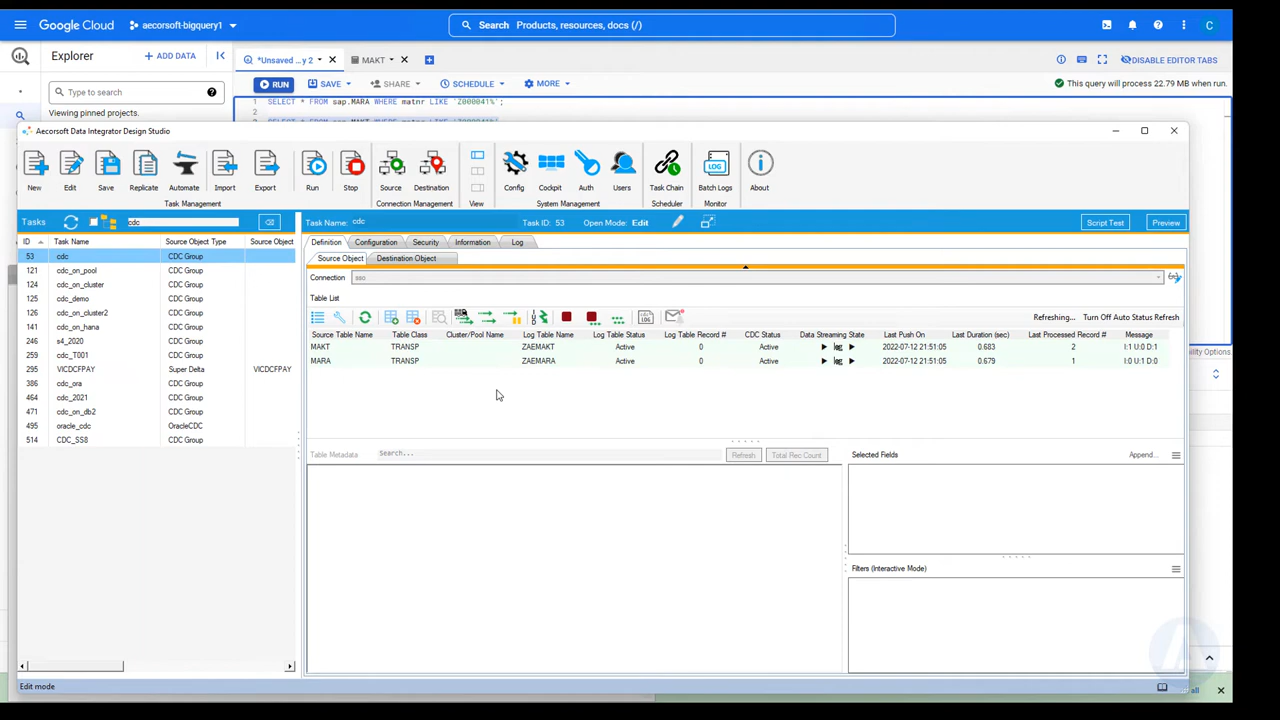 Google Cloud
aecorsoft-bigquery1
Search Products, resources, docs (/)
C
Explorer
+ ADD DATA
*Unsaved ...y 2
MAKT
DISABLE EDITOR TABS
Type to search
Viewing pinned projects.
RUN
SAVE
SHARE
SCHEDULE
MORE
This query will process 22.79 MB when run.
1 SELECT * FROM sap.MARA WHERE matnr LIKE 'Z000041%';
2
Aecorsoft Data Integrator Design Studio
New Edit Save Replicate Automate Import Export Run Stop Source Destination Config Cockpit Auth Users Task Chain Batch Logs About
Task Management Connection Management View System Management Scheduler Monitor
Tasks cdc
Task Name: cdc Task ID: 53 Open Mode: Edit Script Test Preview
ID Task Name Source Object Type Source Object
53 cdc CDC Group
121 cdc_on_pool CDC Group
124 cdc_on_cluster CDC Group
125 cdc_demo CDC Group
126 cdc_on_cluster2 CDC Group
141 cdc_on_hana CDC Group
246 s4_2020 CDC Group
259 cdc_T001 CDC Group
295 VICDCFPAY Super Delta VICDCFPAY
386 cdc_ora CDC Group
464 cdc_2021 CDC Group
471 cdc_on_db2 CDC Group
495 oracle_cdc OracleCDC
514 CDC_SS8 CDC Group
Definition Configuration Security Information Log
Source Object Destination Object
Connection
Table List
Refreshing... Turn Off Auto Status Refresh
Source Table Name Table Class Cluster/Pool Name Log Table Name Log Table Status Log Table Record # CDC Status Data Streaming State Last Push On Last Duration (sec) Last Processed Record # Message
MAKT TRANSP ZAEMAKT Active 0 Active log 2022-07-12 21:51:05 0.683 2 I:1 U:0 D:1
MARA TRANSP ZAEMARA Active 0 Active log 2022-07-12 21:51:05 0.679 1 I:0 U:1 D:0
Table Metadata Search... Refresh Total Rec Count
Selected Fields Append...
Filters (Interactive Mode)
Edit mode
all